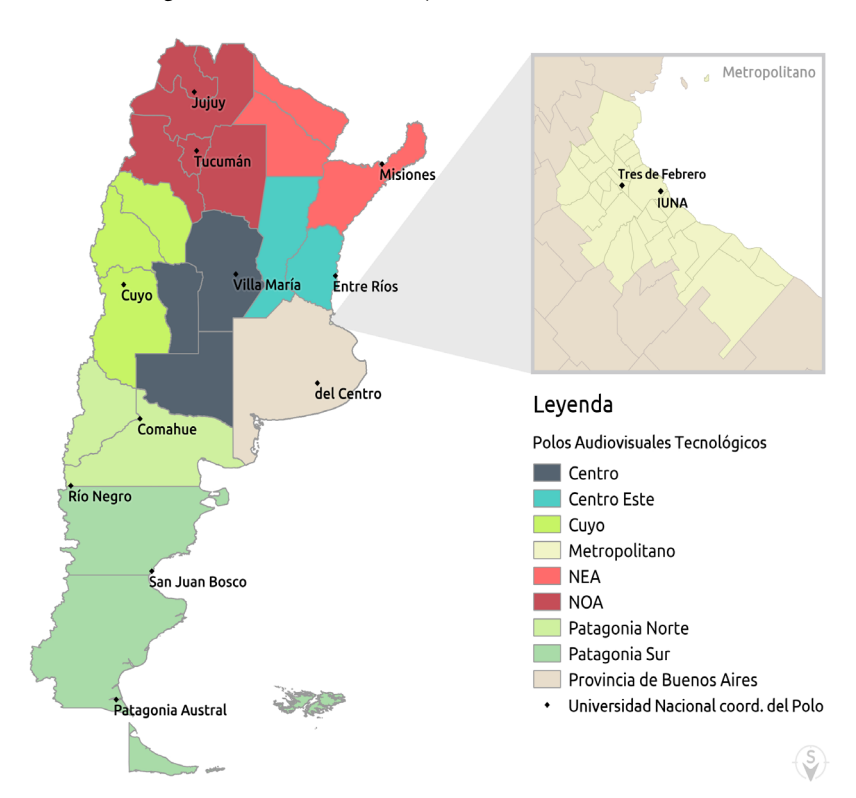 Metropolitano
Jujuy
Tucumán
Misiones
Tres de Febrero
IUNA
Cuyo
Villa María
Entre Ríos
del Centro
Comahue
Río Negro
San Juan Bosco
Patagonia Austral
Leyenda
Polos Audiovisuales Tecnológicos
Centro
Centro Este
Cuyo
Metropolitano
NEA
NOA
Patagonia Norte
Patagonia Sur
Provincia de Buenos Aires
Universidad Nacional coord. del Polo
S